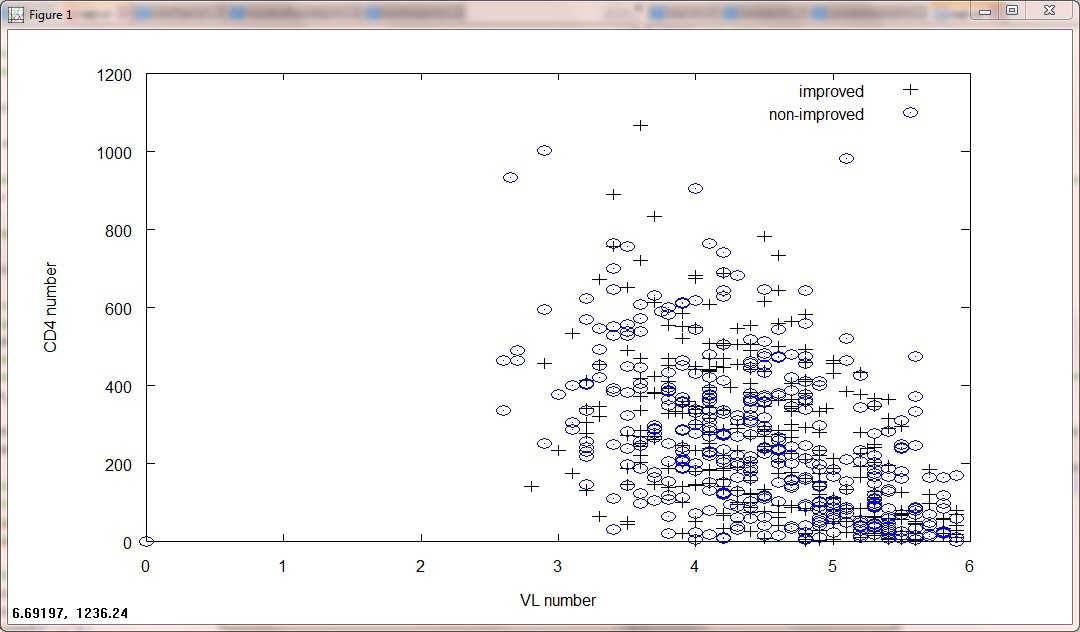 Figure 1
improved
non-improved
1200
1000
800
600
400
200
0
CD4 number
0 1 2 3 4 5 6
VL number
6.69197, 1236.24